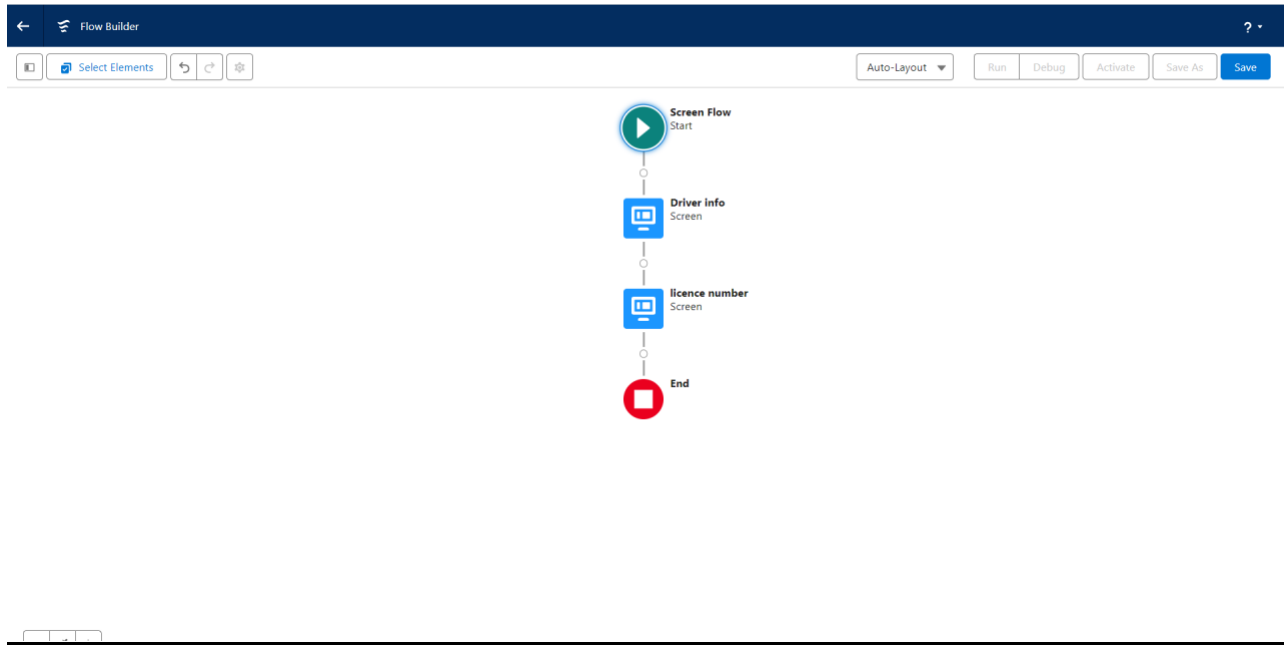 Flow Builder
?
Select Elements
Auto-Layout
Run
Debug
Activate
Save As
Save
Screen Flow
Start
Driver info
Screen
licence number
Screen
End